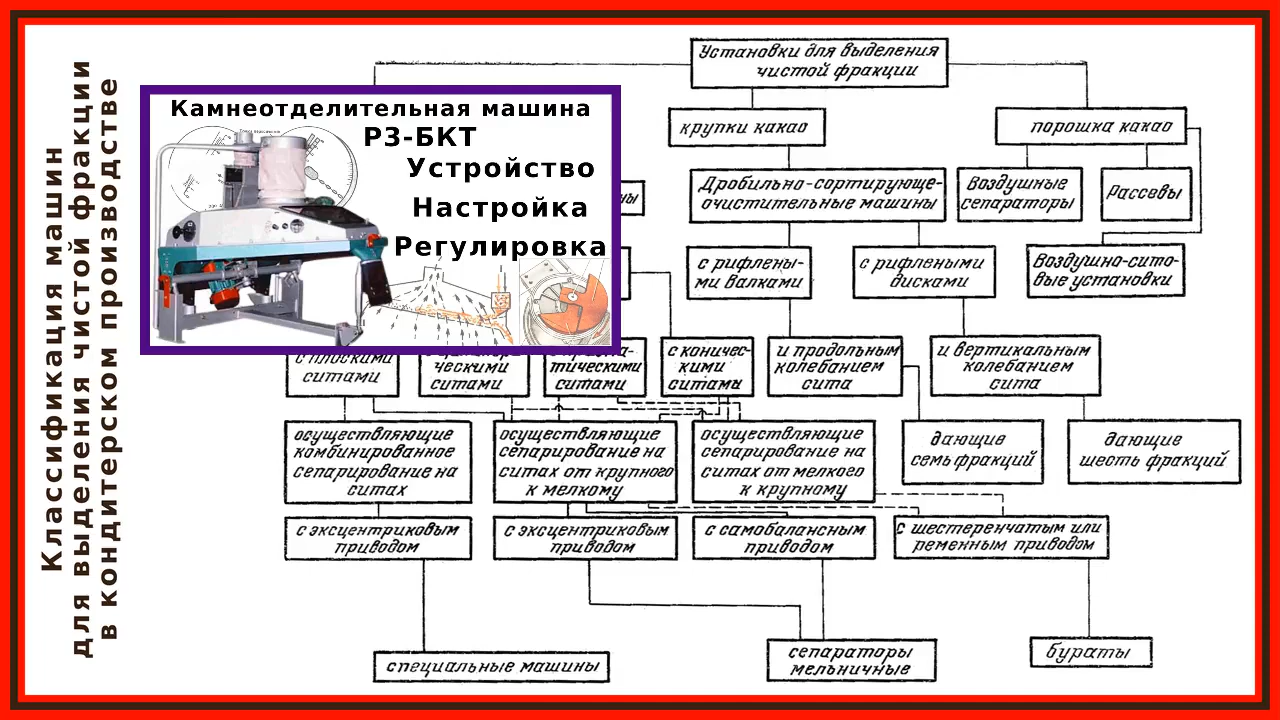 Классификация машин
для выделения чистой фракции
в кондитерском производстве
Установки для выделения
чистой фракции
Камнеотделительная машина
РЗ-БКТ
Устройство
Настройка
Регулировка
крупки какао
порошка какао
Дробильно-сортирующе-
очистительные машины
Воздушные
сепараторы
Рассевы
ны
с рифлены-
ми валками
с рифлеными
дисками
Воздушно-сито-
вые установки
с плоскими
ситами
ческими
ситами
тическими
ситами
с коничес-
кими
ситами
и продольным
колебанием
сита
и вертикальным
колебанием
сита
осуществляющие
комбинированное
сепарирование на
ситах
осуществляющие
сепарирование на
ситах от крупного
к мелкому
осуществляющие
сепарирование на
ситах от мелкого
к крупному
дающие
семь фракций
дающие
шесть фракций
с эксцентриковым
приводом
с эксцентриковым
приводом
с самобалансным
приводом
с шестеренчатым или
ременным приводом
специальные машины
сепараторы
мельничные
бураты